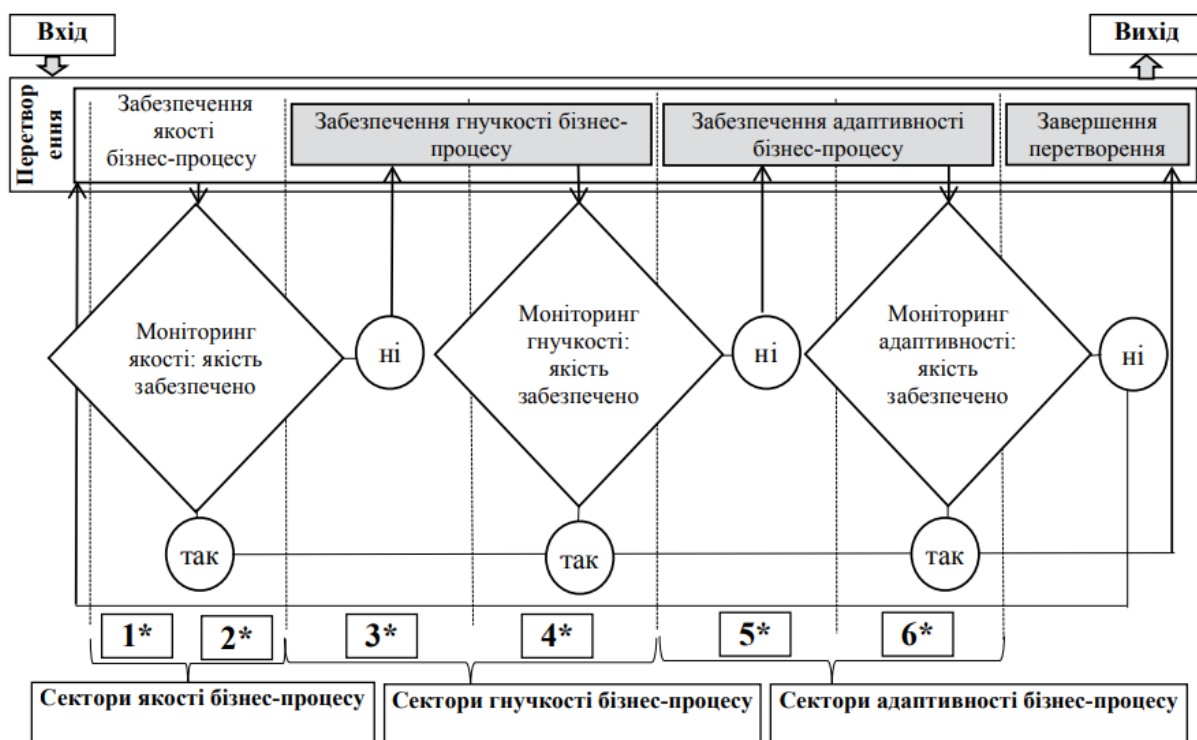 Вхід
Вихід
Перетвор
ення
Забезпечення
якості
бізнес-процесу
Забезпечення гнучкості бізнес-
процесу
Забезпечення адаптивності
бізнес-процесу
Завершення
перетворення
Моніторинг
якості: якість
забезпечено
ні
Моніторинг
гнучкості:
якість
забезпечено
ні
Моніторинг
адаптивності:
якість
забезпечено
ні
так
так
так
1*
2*
3*
4*
5*
6*
Сектори якості бізнес-процесу
Сектори гнучкості бізнес-процесу
Сектори адаптивності бізнес-процесу